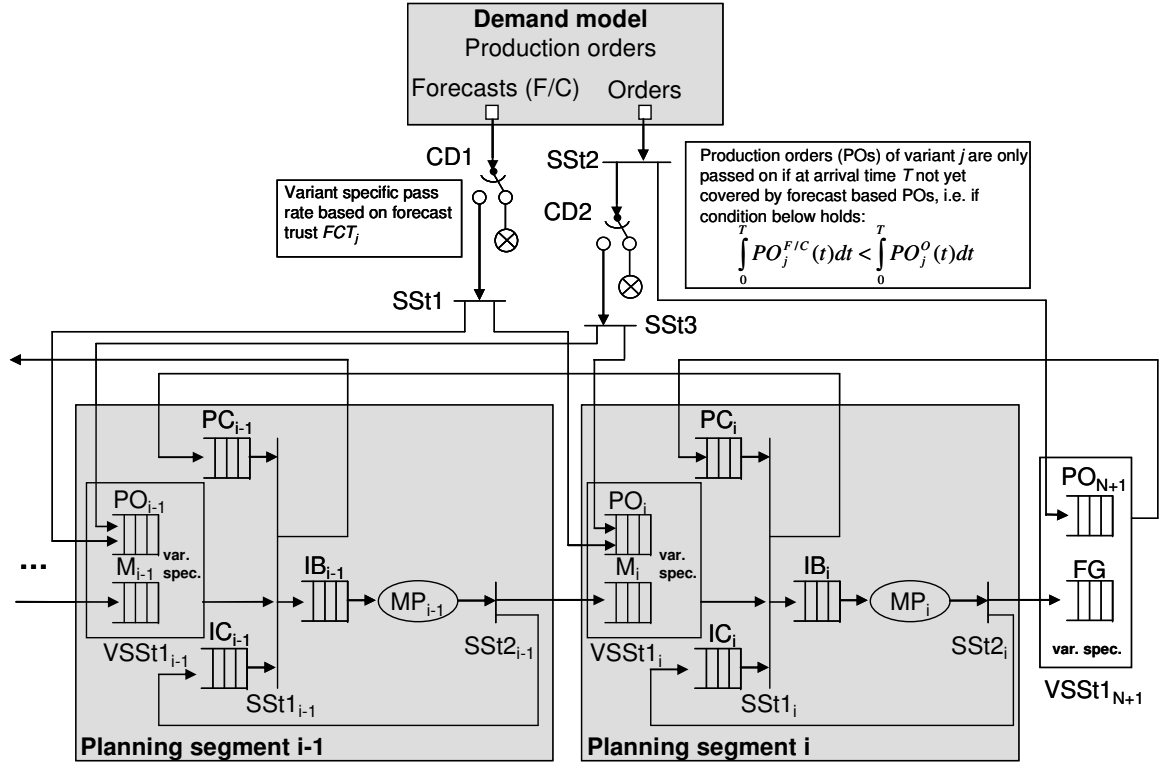 Demand model
Production orders
Forecasts (F/C)
Orders
CD1
SSt2
Variant specific pass
rate based on forecast
trust FCT_j
CD2
Production orders (POs) of variant j are only
passed on if at arrival time T not yet
covered by forecast based POs, i.e. if
condition below holds:
∫_0^T PO_j^{F/C}(t)dt < ∫_0^T PO_j^O(t)dt
SSt1
SSt3
PC_{i-1}
PC_i
PO_{i-1}
var.
spec.
M_{i-1}
PO_i
var.
spec.
M_i
PO_{N+1}
...
IB_{i-1}
MP_{i-1}
IB_i
MP_i
FG
IC_{i-1}
SSt2_{i-1}
IC_i
SSt2_i
var. spec.
VSSt1_{i-1}
VSSt1_i
VSSt1_{N+1}
SSt1_{i-1}
SSt1_i
Planning segment i-1
Planning segment i